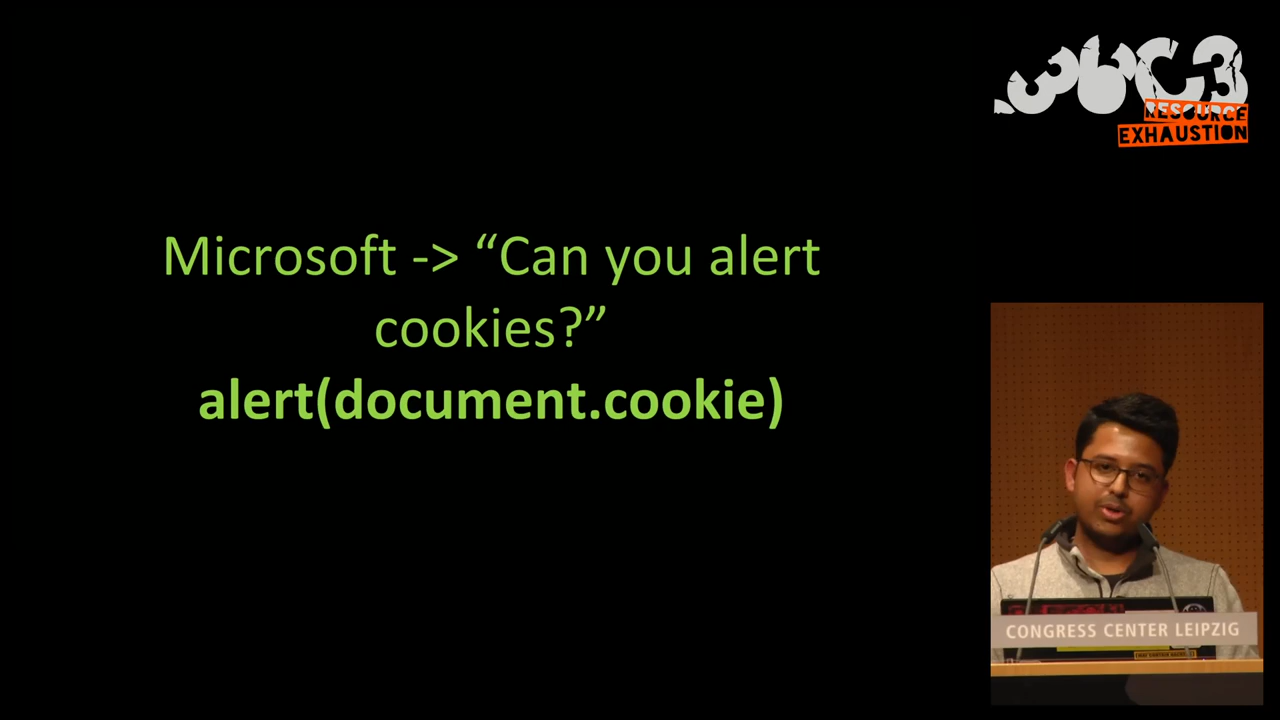 Microsoft -> “Can you alert
cookies?”
alert(document.cookie)
36C3
RESOURCE
EXHAUSTION
CONGRESS CENTER LEIPZIG